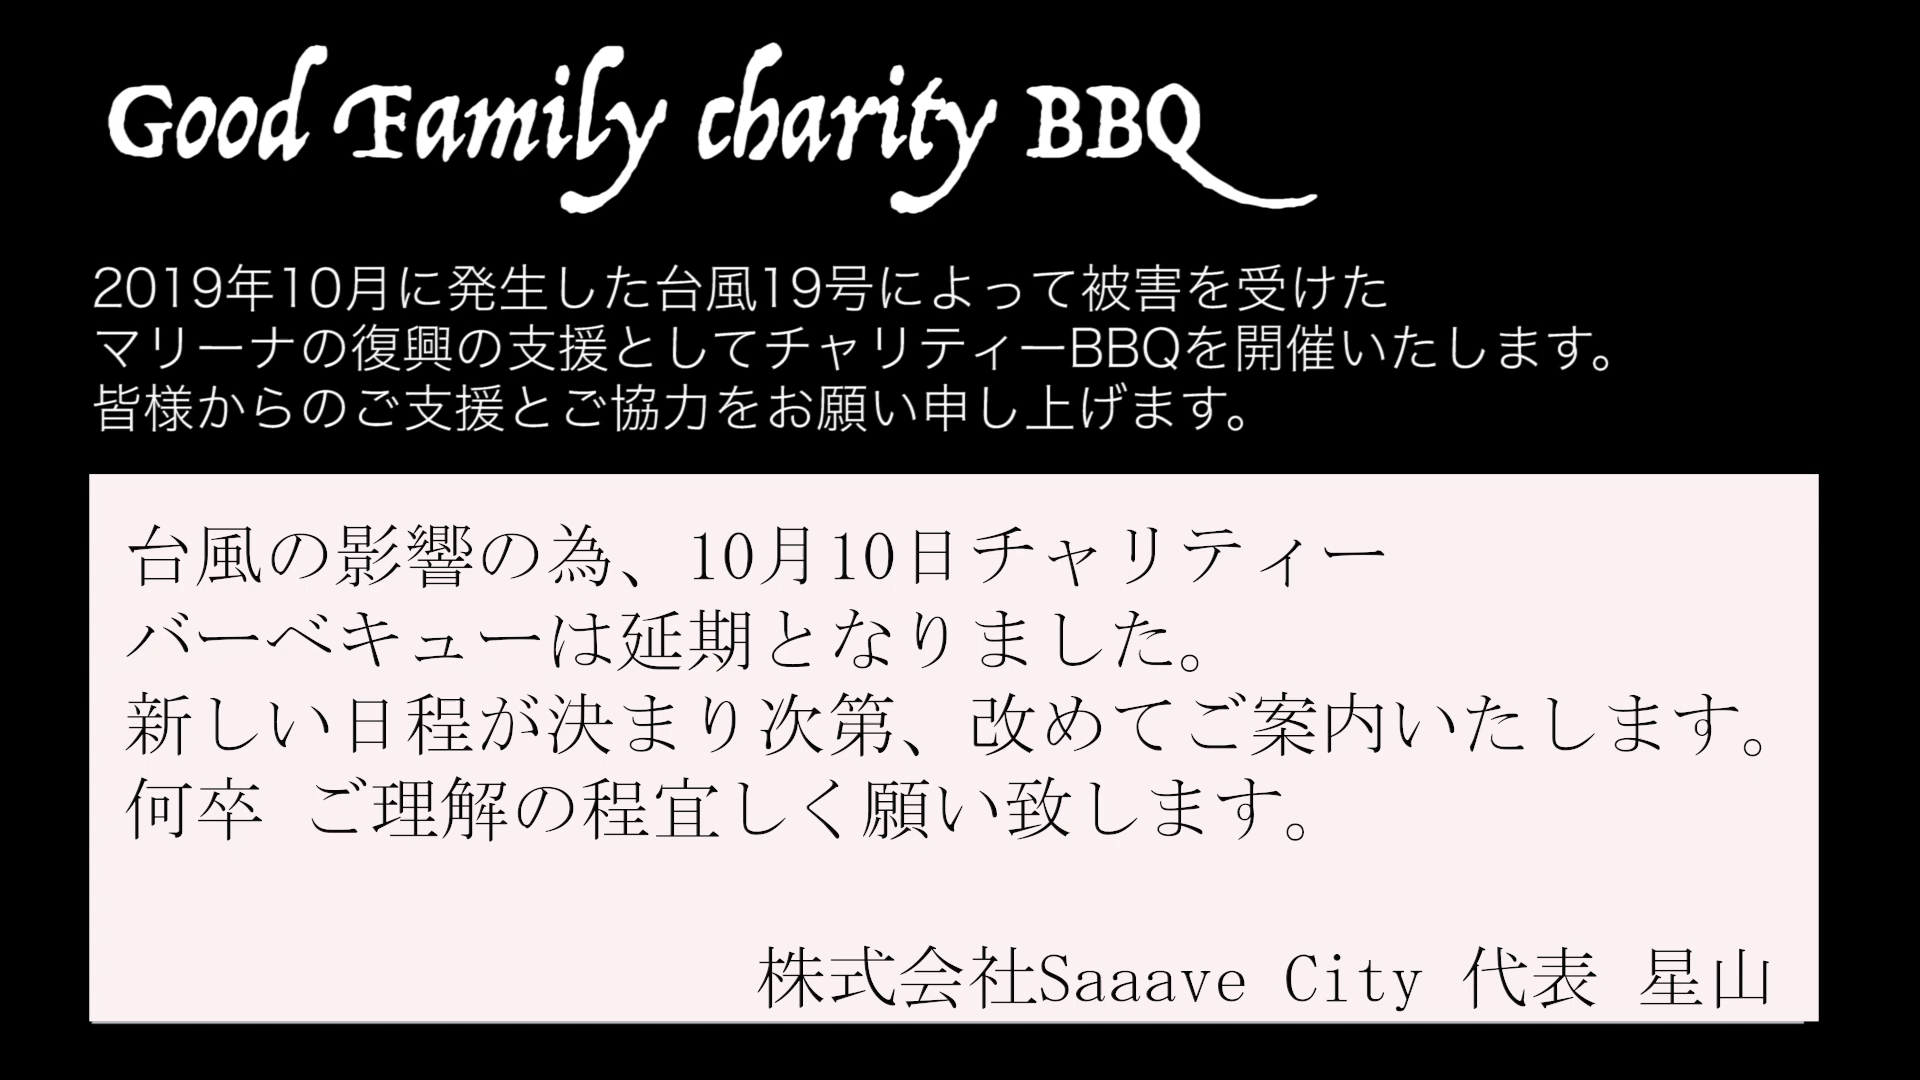 Good Family charity BBQ
2019年10月に発生した台風19号によって被害を受けた
マリーナの復興の支援としてチャリティーBBQを開催いたします。
皆様からのご支援とご協力をお願い申し上げます。
台風の影響の為、10月10日チャリティー
バーベキューは延期となりました。
新しい日程が決まり次第、改めてご案内いたします。
何卒 ご理解の程宜しく願い致します。
株式会社Saaave City 代表 星山